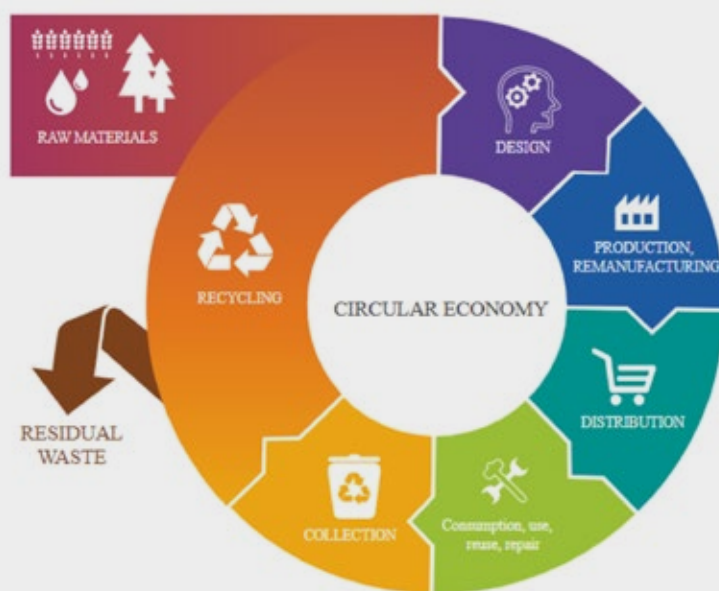 RAW MATERIALS
DESIGN
PRODUCTION,
REMANUFACTURING
RECYCLING
CIRCULAR ECONOMY
DISTRIBUTION
RESIDUAL
WASTE
COLLECTION
Consumption, use,
reuse, repair